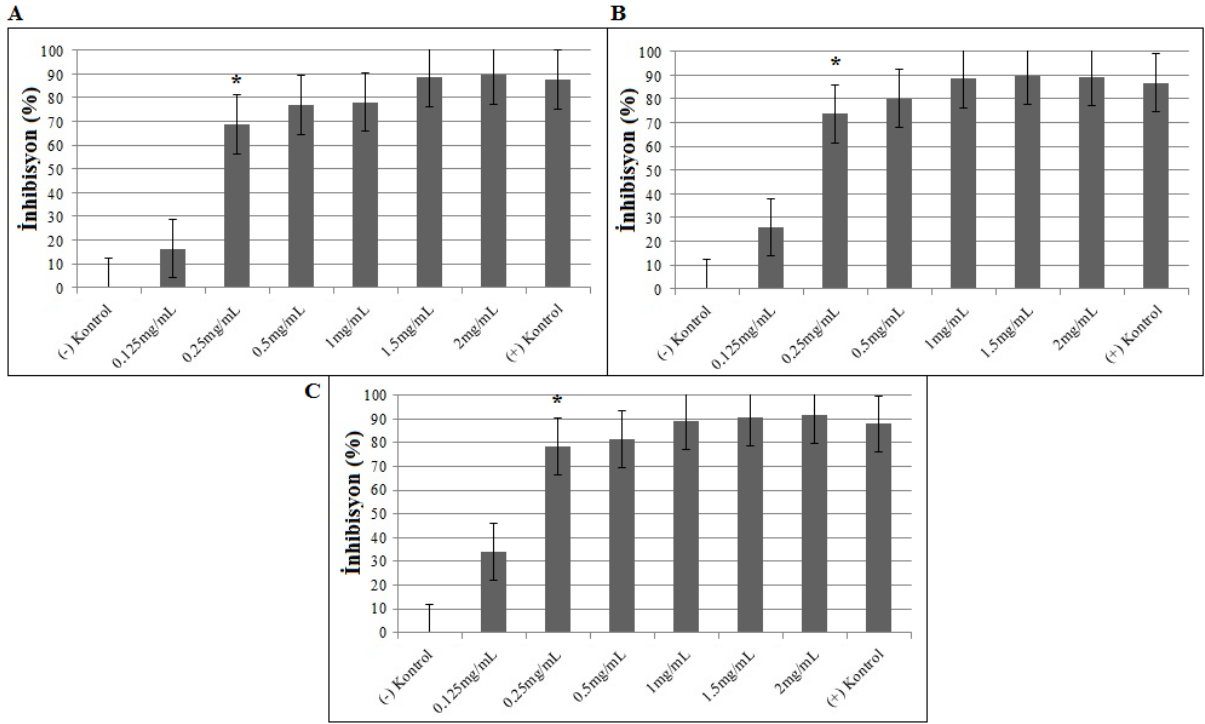 A
İnhibisyon (%)
100
90
80
70
60
50
40
30
20
10
0
*
(-) Kontrol
0.125mg/mL
0.25mg/mL
0.5mg/mL
1mg/mL
1.5mg/mL
2mg/mL
(+) Kontrol
B
İnhibisyon (%)
100
90
80
70
60
50
40
30
20
10
0
*
(-) Kontrol
0.125mg/mL
0.25mg/mL
0.5mg/mL
1mg/mL
1.5mg/mL
2mg/mL
(+) Kontrol
C
İnhibisyon (%)
100
90
80
70
60
50
40
30
20
10
0
*
(-) Kontrol
0.125mg/mL
0.25mg/mL
0.5mg/mL
1mg/mL
1.5mg/mL
2mg/mL
(+) Kontrol